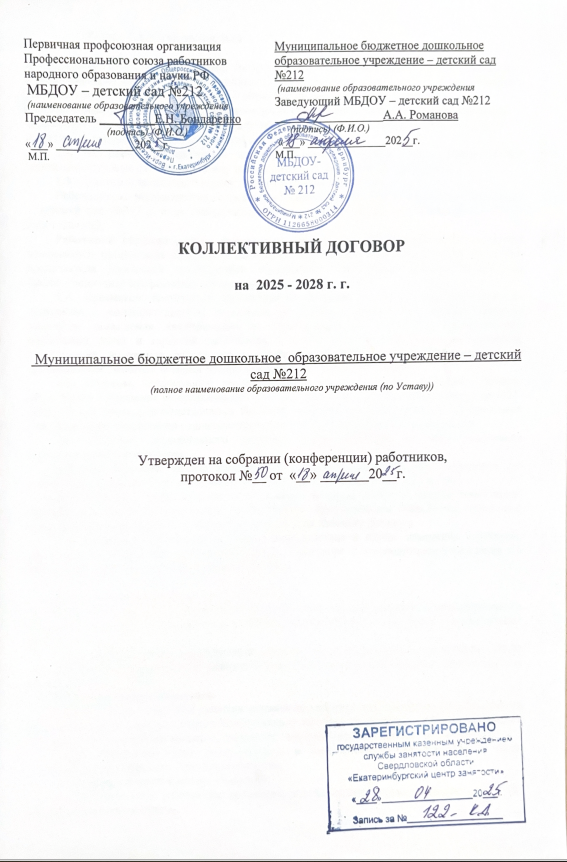 Первичная профсоюзная организация
Профессионального союза работников
народного образования и науки РФ
МБДОУ – детский сад №212
(наименование образовательного учреждения
Председатель Е.Н. Бондаренко
(подпись) (Ф.И.О.)
«18» апреля 2025 г.
М.П.
Муниципальное бюджетное дошкольное
образовательное учреждение – детский сад
№212
(наименование образовательного учреждения
Заведующий МБДОУ – детский сад №212
А.А. Романова
(подпись) (Ф.И.О.)
«18» апреля 2025 г.
М.П.
г.Екатеринбург
Российская Федерация
МБДОУ-
детский сад
№ 212
КОЛЛЕКТИВНЫЙ ДОГОВОР
на 2025 - 2028 г. г.
Муниципальное бюджетное дошкольное образовательное учреждение – детский
сад №212
(полное наименование образовательного учреждения (по Уставу))
Утвержден на собрании (конференции) работников,
протокол №50 от «18» апреля 2025 г.
ЗАРЕГИСТРИРОВАНО
государственным казенным учреждением
службы занятости населения
Свердловской области
«Екатеринбургский центр занятости»
«28» 04 2025
Запись за № 122- К.Д.